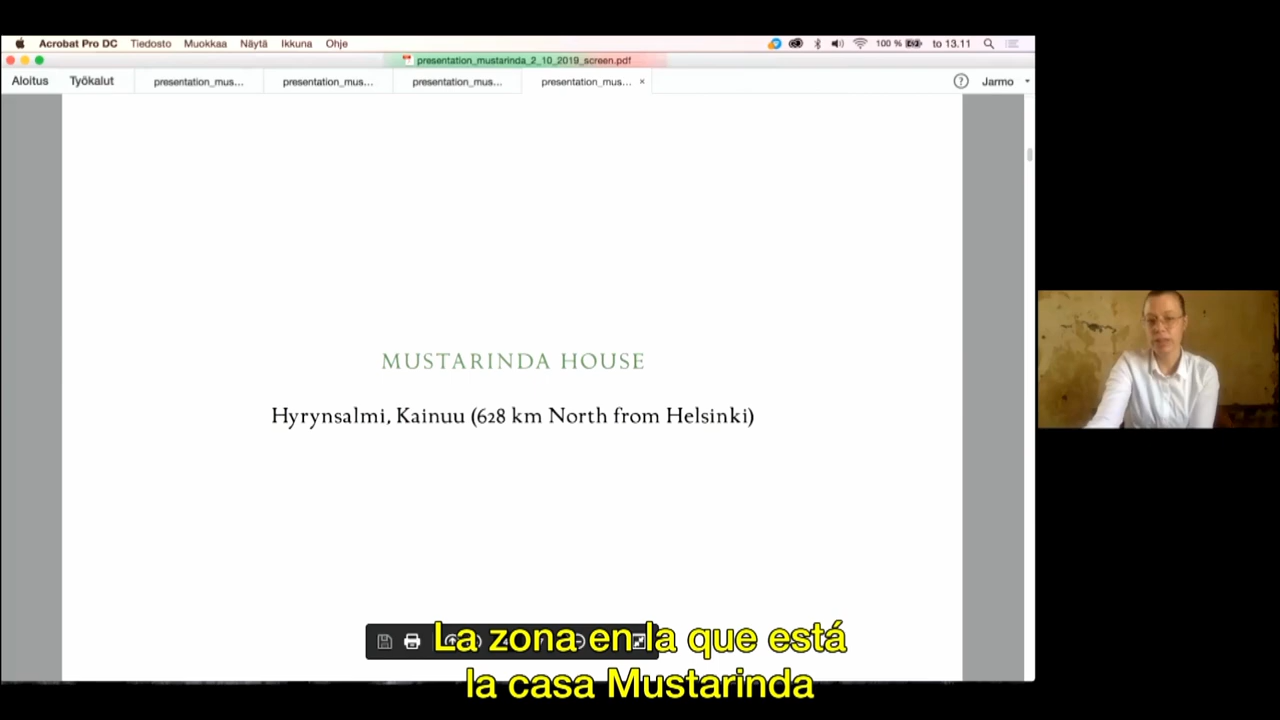 Acrobat Pro DC Tiedosto Muokkaa Näytä Ikkuna Ohje 100 % to 13.11
presentation_mustarinda_2_10_2019_screen.pdf
Aloitus Työkalut presentation_mus... presentation_mus... presentation_mus... presentation_mus... × ? Jarmo
MUSTARINDA HOUSE
Hyrynsalmi, Kainuu (628 km North from Helsinki)
La zona en la que está
la casa Mustarinda